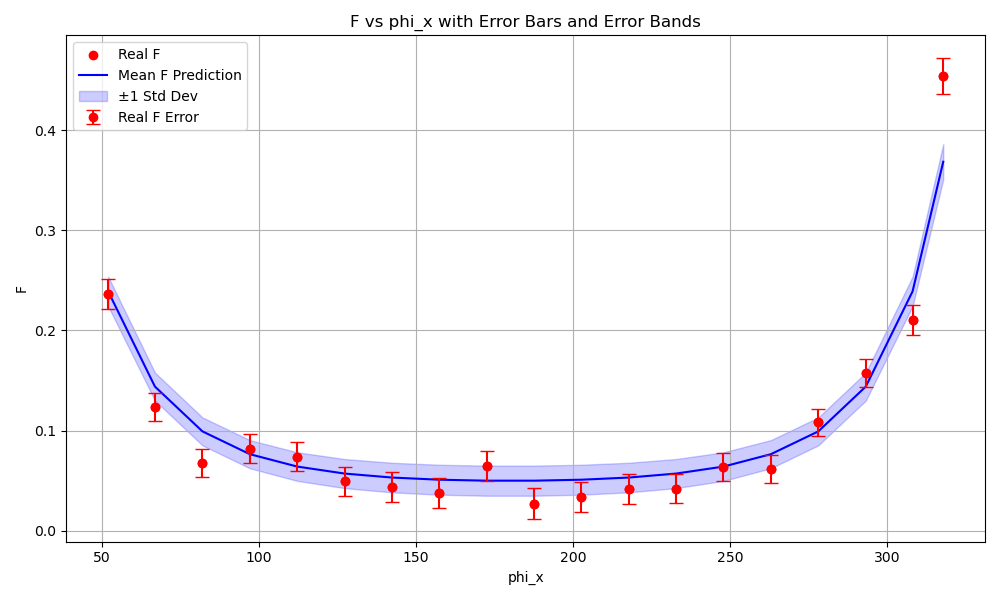 F vs phi_x with Error Bars and Error Bands
Real F
Mean F Prediction
±1 Std Dev
Real F Error
F
0.4
0.3
0.2
0.1
0.0
50 100 150 200 250 300
phi_x